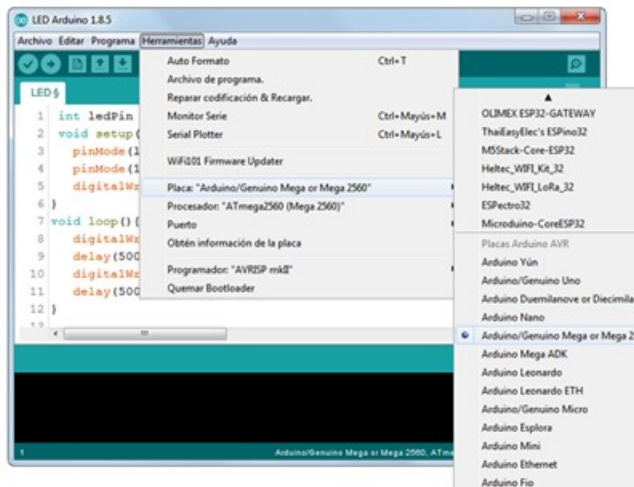 LED Arduino 1.8.5
Archivo Editar Programa Herramientas Ayuda
LED §
1 int ledPin
2 void setup(
3 pinMode(1
4 pinMode(1
5 digitalWr
6 }
7 void loop(){
8 digitalWr
9 delay(500
10 digitalWr
11 delay(500
12 }
Auto Formato Ctrl+T
Archivo de programa.
Reparar codificación & Recargar.
Monitor Serie Ctrl+Mayús+M
Serial Plotter Ctrl+Mayús+L
WiFi101 Firmware Updater
Placa: "Arduino/Genuino Mega or Mega 2560"
Procesador: "ATmega2560 (Mega 2560)"
Puerto
Obtén información de la placa
Programador: "AVRISP mkII"
Quemar Bootloader
OLIMEX ESP32-GATEWAY
ThaiEasyElec's ESPino32
M5Stack-Core-ESP32
Heltec_WIFI_Kit_32
Heltec_WIFI_LoRa_32
ESPectro32
Microduino-CoreESP32
Placas Arduino AVR
Arduino Yún
Arduino/Genuino Uno
Arduino Duemilanove or Diecimila
Arduino Nano
Arduino/Genuino Mega or Mega 2
Arduino Mega ADK
Arduino Leonardo
Arduino Leonardo ETH
Arduino/Genuino Micro
Arduino Esplora
Arduino Mini
Arduino Ethernet
Arduino Fio
1 Arduino/Genuino Mega or Mega 2560, ATme